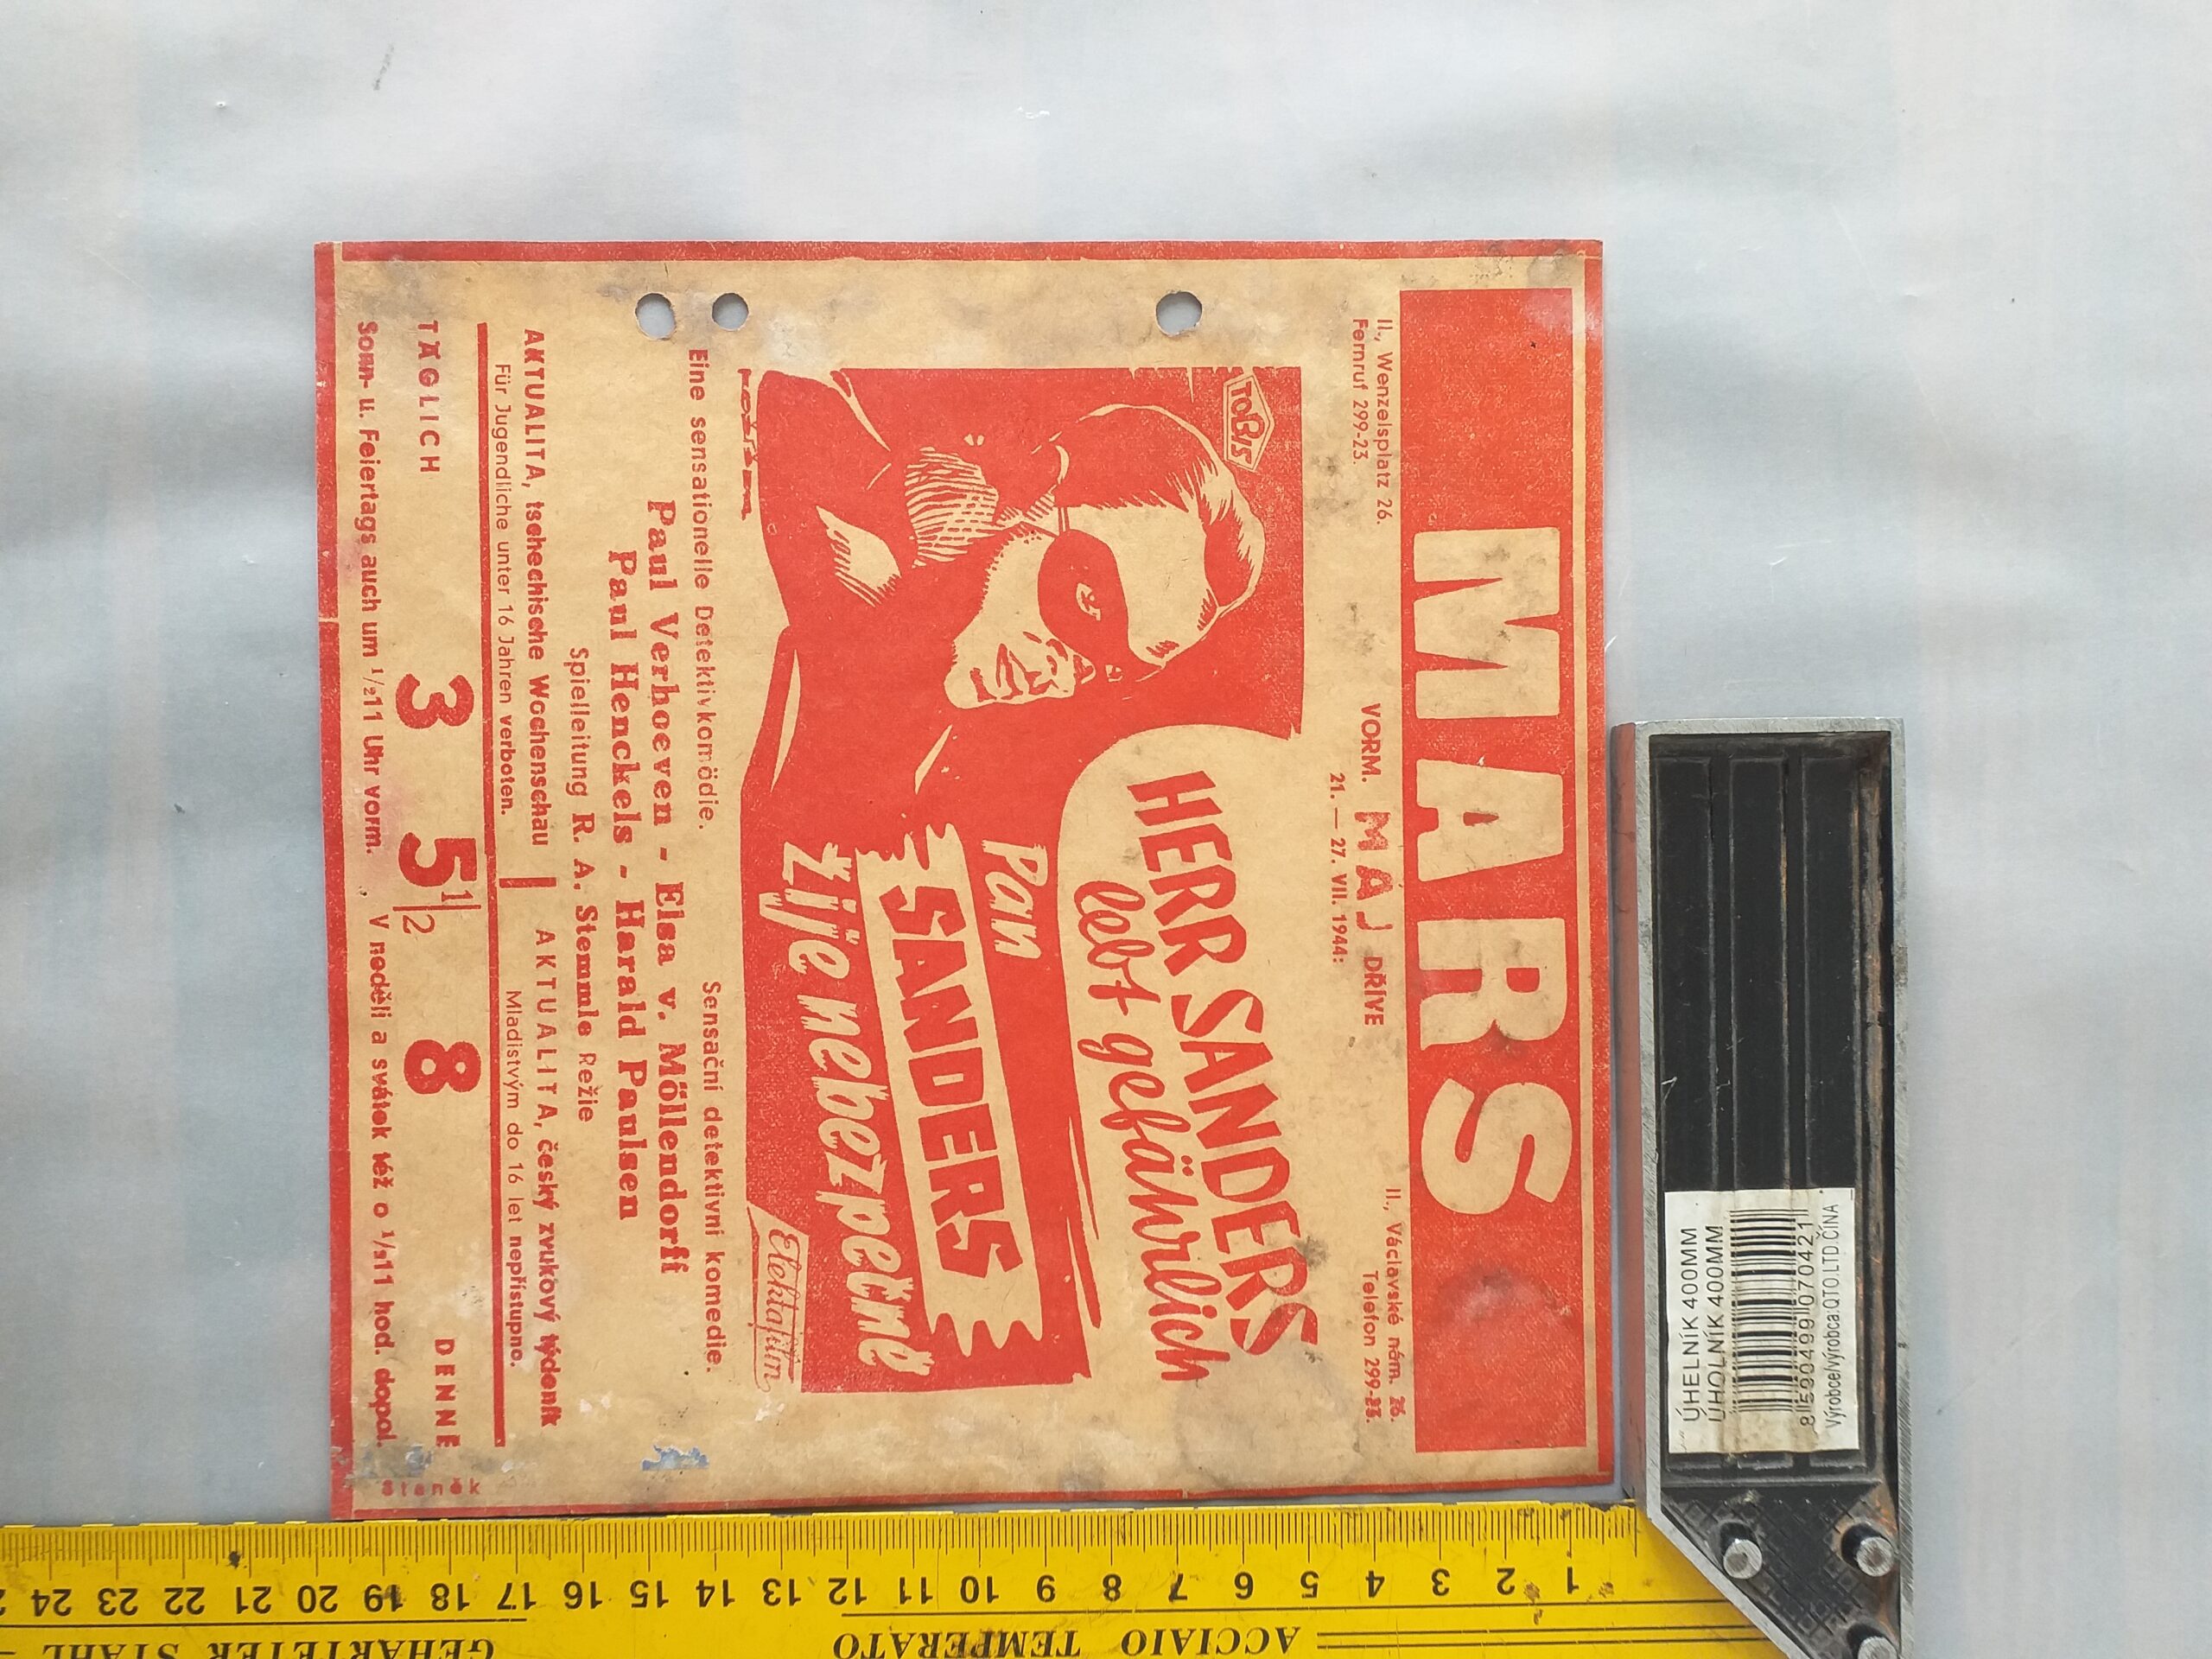 MARS
II., Wenzelsplatz 26.
Fernruf 299-23.
VORM. MÁJ DŘÍVE
21. — 27. VII. 1944:
II., Václavské nám. 26.
Telefon 299-23.
TOBIS
HERR SANDERS
lebt gefährlich
Pan
SANDERS
žije nebezpečně
Elektafilm
Eine sensationelle Detektivkomödie.
Sensační detektivní komedie.
Paul Verhoeven - Elsa v. Möllendorff
Paul Henckels - Harald Paulsen
Spielleitung R. A. Stemmle Režie
AKTUALITA, tschechische Wochenschau
Für Jugendliche unter 16 Jahren verboten.
AKTUALITA, český zvukový týdeník
Mladistvým do 16 let nepřístupno.
TÄGLICH 3 5 1/2 8 DENNE
Sonn- u. Feiertags auch um 1/211 Uhr vorm.
V neděli a svátek též o 1/211 hod. dopol.
Staněk
ÚHELNÍK 400MM
ÚHOLNÍK 400MM
8590499070421
Výrobce/výrobca:QTO.LTD.ČÍNA
1 2 3 4 5 6 7 8 9 10 11 12 13 14 15 16 17 18 19 20 21 22 23 24
ACCIAIO TEMPERATO
GEHÄRTETER STAHL